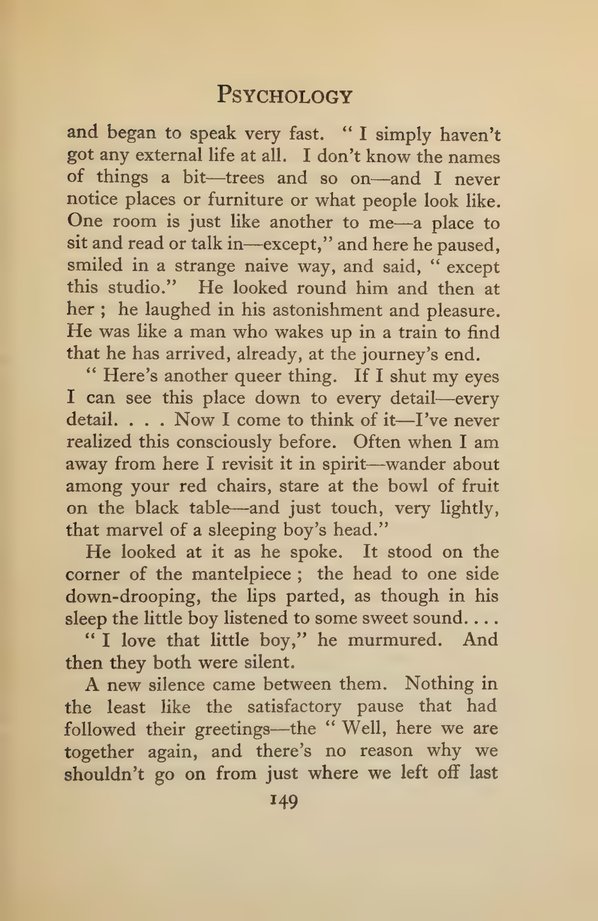 Psychology
and began to speak very fast. “ I simply haven’t
got any external life at all. I don’t know the names
of things a bit—trees and so on—and I never
notice places or furniture or what people look like.
One room is just like another to me—a place to
sit and read or talk in—except,” and here he paused,
smiled in a strange naive way, and said, “ except
this studio.” He looked round him and then at
her ; he laughed in his astonishment and pleasure.
He was like a man who wakes up in a train to find
that he has arrived, already, at the journey’s end.
“ Here’s another queer thing. If I shut my eyes
I can see this place down to every detail—every
detail. . . . Now I come to think of it—I’ve never
realized this consciously before. Often when I am
away from here I revisit it in spirit—wander about
among your red chairs, stare at the bowl of fruit
on the black table—and just touch, very lightly,
that marvel of a sleeping boy’s head.”
He looked at it as he spoke. It stood on the
corner of the mantelpiece ; the head to one side
down-drooping, the lips parted, as though in his
sleep the little boy listened to some sweet sound. . . .
“ I love that little boy,” he murmured. And
then they both were silent.
A new silence came between them. Nothing in
the least like the satisfactory pause that had
followed their greetings—the “ Well, here we are
together again, and there’s no reason why we
shouldn’t go on from just where we left off last
149